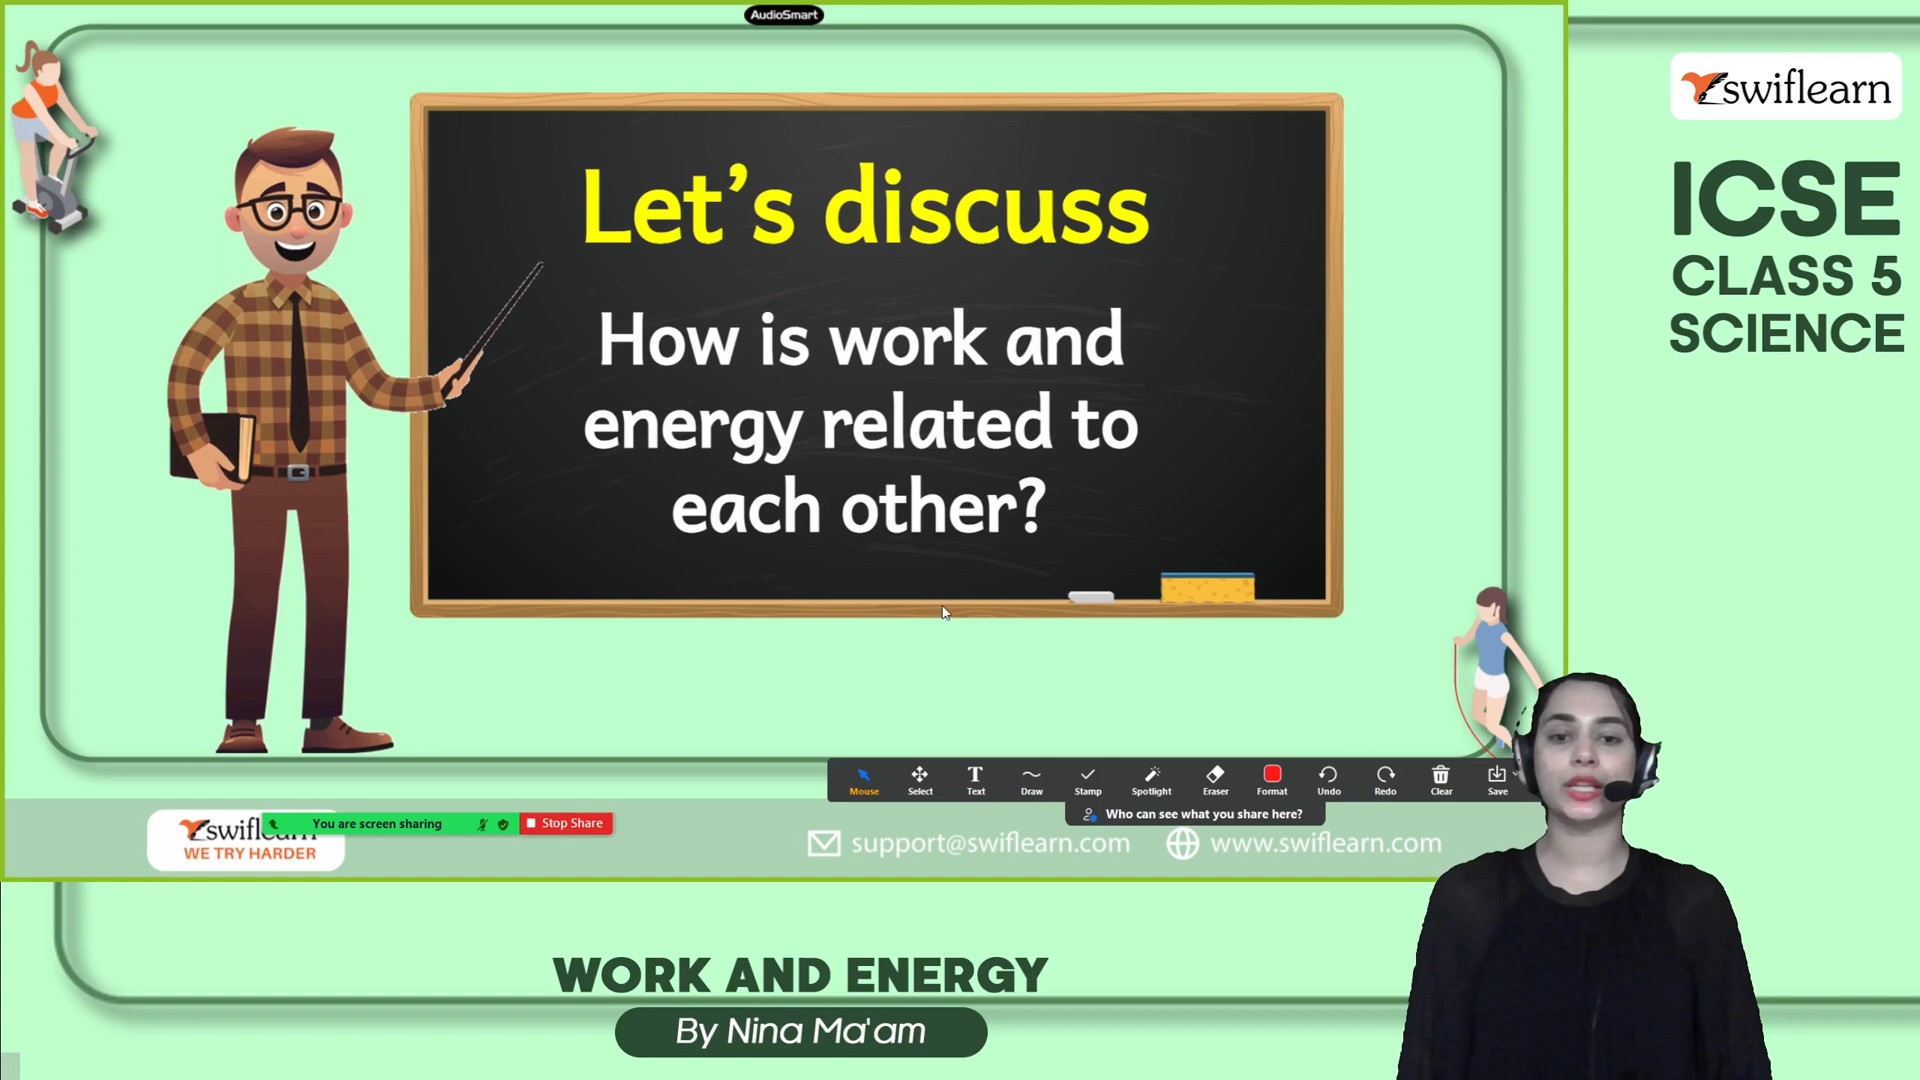 AudioSmart
swiflearn
ICSE
CLASS 5
SCIENCE
Let's discuss
How is work and
energy related to
each other?
Mouse
Select
Text
Draw
Stamp
Spotlight
Eraser
Format
Undo
Redo
Clear
Save
Who can see what you share here?
You are screen sharing
Stop Share
swiflearn
WE TRY HARDER
support@swiflearn.com
www.swiflearn.com
WORK AND ENERGY
By Nina Ma'am